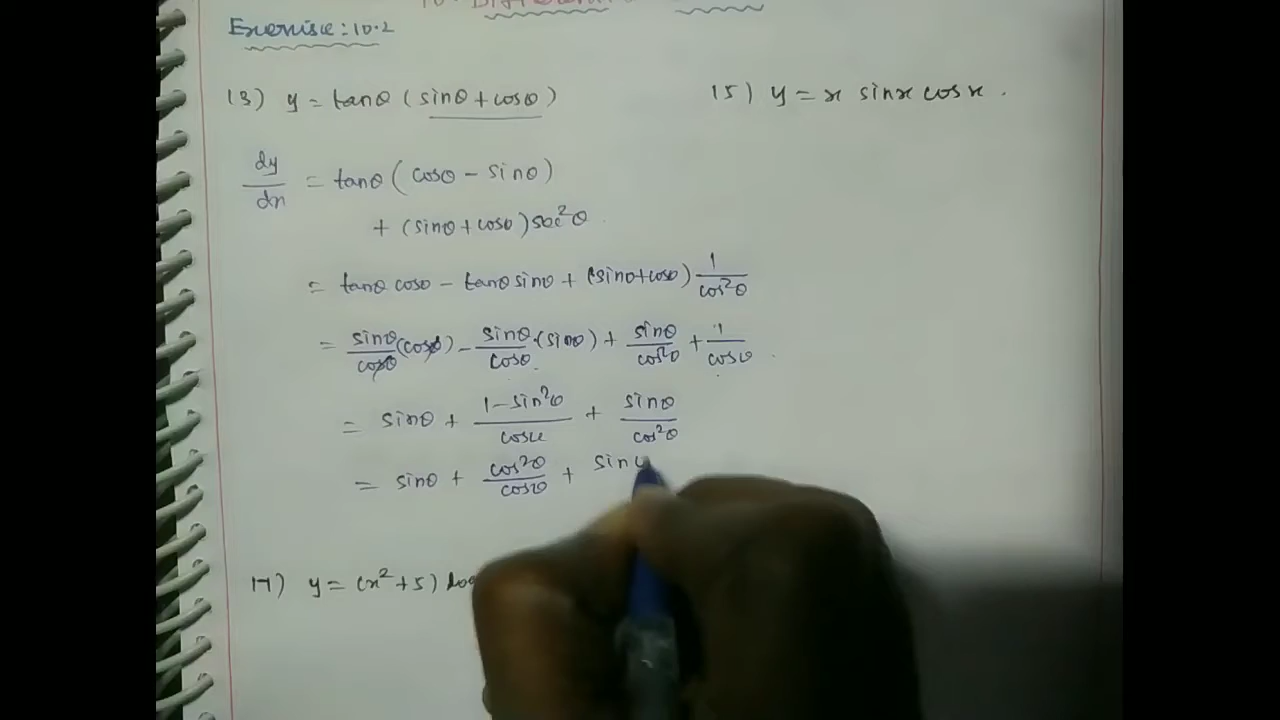 Exercise : 10.2
13) y = tanθ (sinθ + cosθ)
dy/dx = tanθ (cosθ - sinθ)
+ (sinθ + cosθ) sec²θ
= tanθ cosθ - tanθ sinθ + (sinθ + cosθ) 1/cos²θ
= sinθ/cosθ (cosθ) - sinθ/cosθ . (sinθ) + sinθ/cos²θ + 1/cosθ .
= sinθ + 1-sin²θ/cosθ + sinθ/cos²θ
= sinθ + cos²θ/cosθ + sin
17) y = (x² + 5) log
15) y = x sinx cosx .